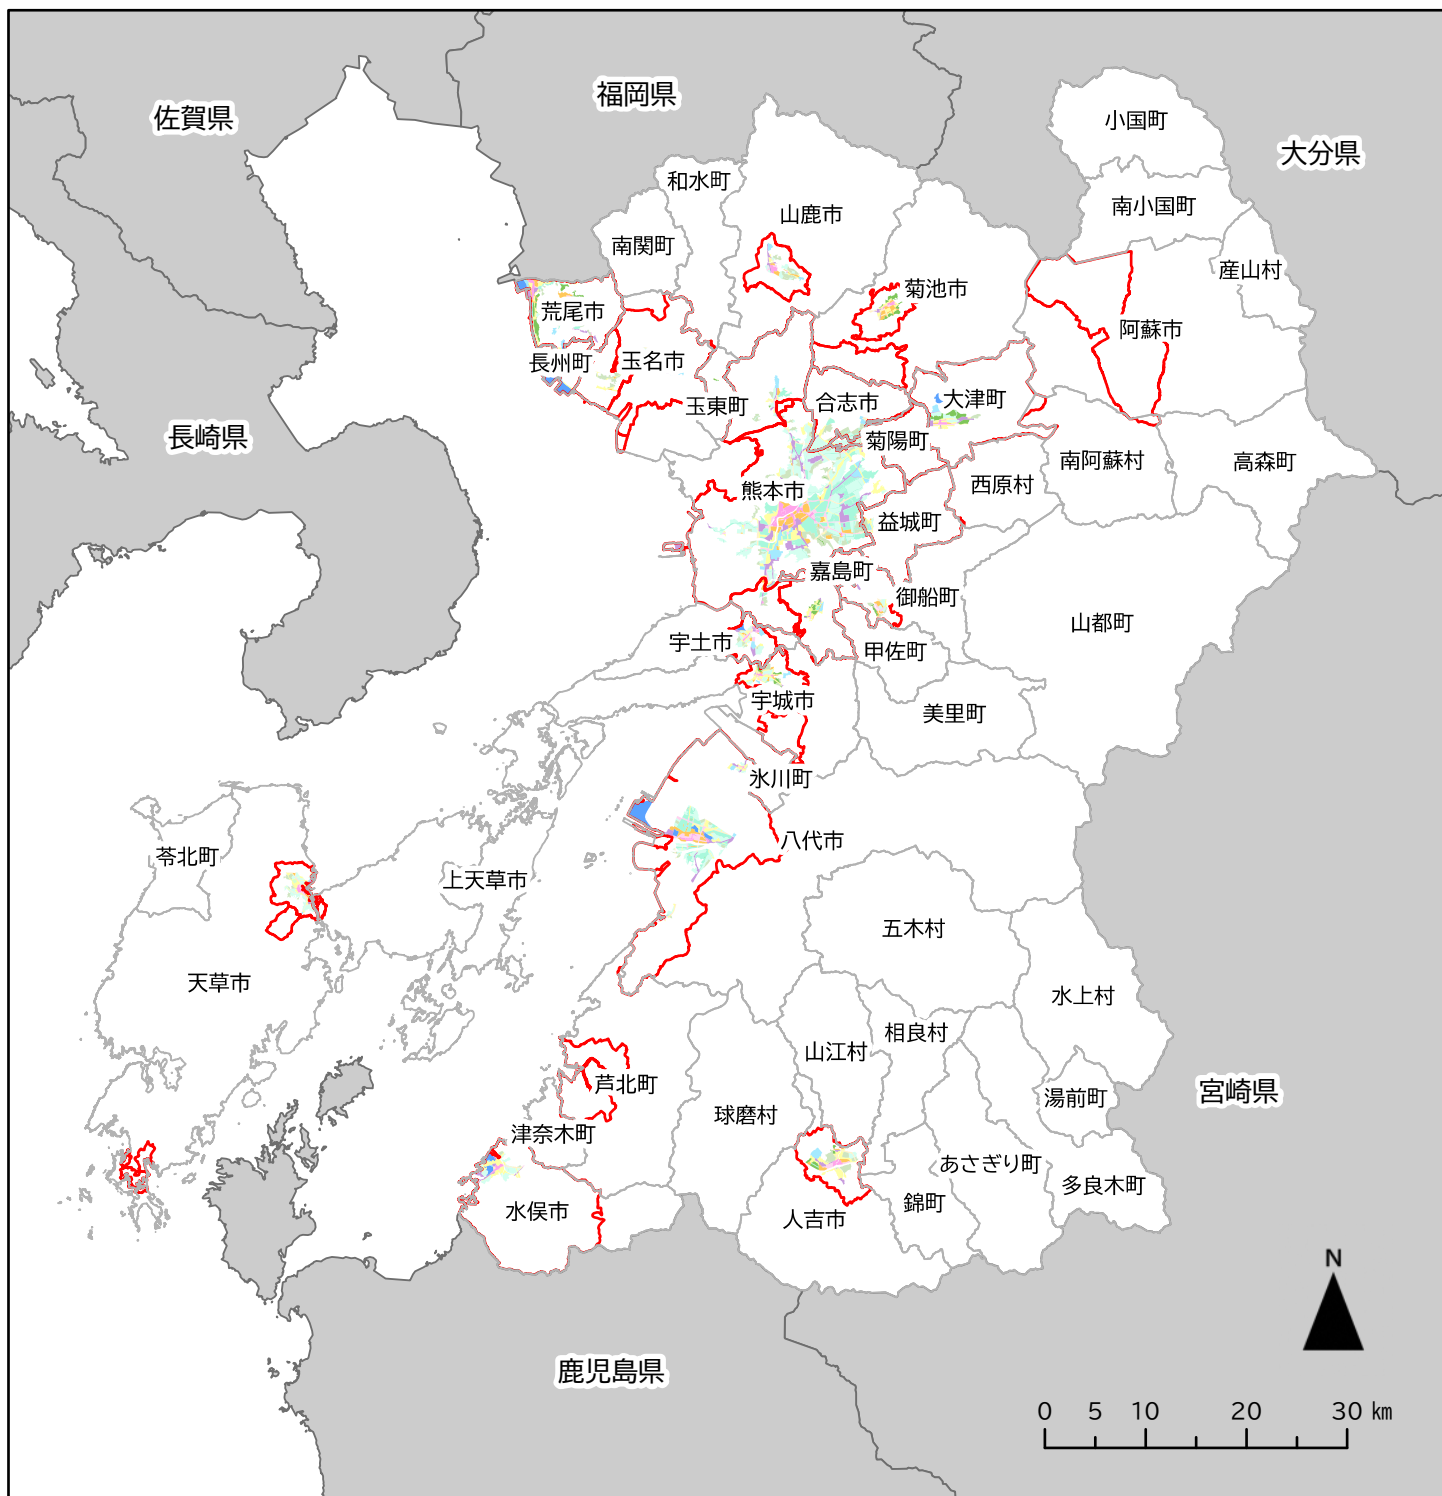 福岡県
佐賀県
小国町
大分県
和水町
南小国町
山鹿市
南関町
産山村
菊池市
荒尾市
阿蘇市
長州町
玉名市
大津町
合志市
玉東町
長崎県
菊陽町
南阿蘇村
高森町
西原村
熊本市
益城町
嘉島町
御船町
山都町
宇土市
甲佐町
宇城市
美里町
氷川町
八代市
苓北町
上天草市
五木村
天草市
水上村
相良村
山江村
芦北町
宮崎県
湯前町
球磨村
津奈木町
あさぎり町
多良木町
錦町
水俣市
人吉市
N
鹿児島県
0 5 10 20 30 km